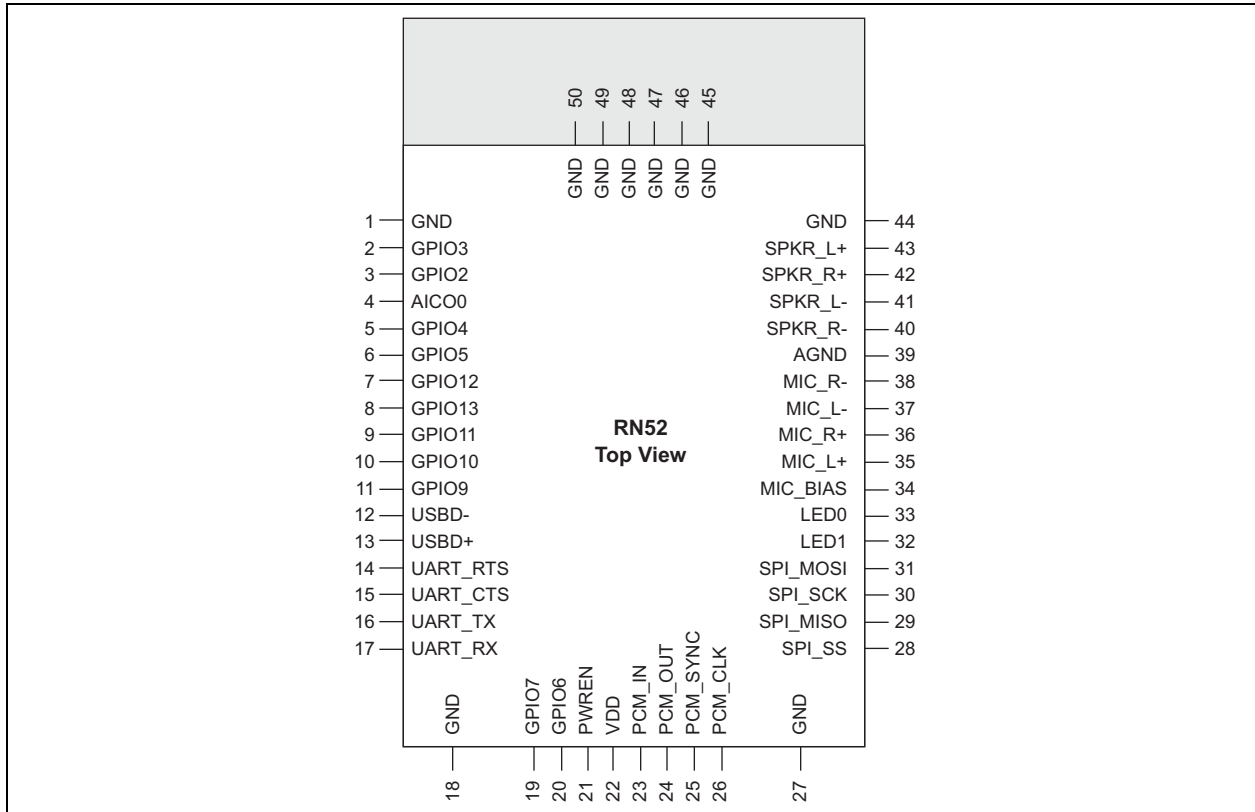 50 49 48 47 46 45
GND GND GND GND GND GND
1 GND
2 GPIO3
3 GPIO2
4 AICO0
5 GPIO4
6 GPIO5
7 GPIO12
8 GPIO13
9 GPIO11
10 GPIO10
11 GPIO9
12 USBD-
13 USBD+
14 UART_RTS
15 UART_CTS
16 UART_TX
17 UART_RX
RN52
Top View
GND 44
SPKR_L+ 43
SPKR_R+ 42
SPKR_L- 41
SPKR_R- 40
AGND 39
MIC_R- 38
MIC_L- 37
MIC_R+ 36
MIC_L+ 35
MIC_BIAS 34
LED0 33
LED1 32
SPI_MOSI 31
SPI_SCK 30
SPI_MISO 29
SPI_SS 28
GND GPIO7 GPIO6 PWREN VDD PCM_IN PCM_OUT PCM_SYNC PCM_CLK GND
18 19 20 21 22 23 24 25 26 27